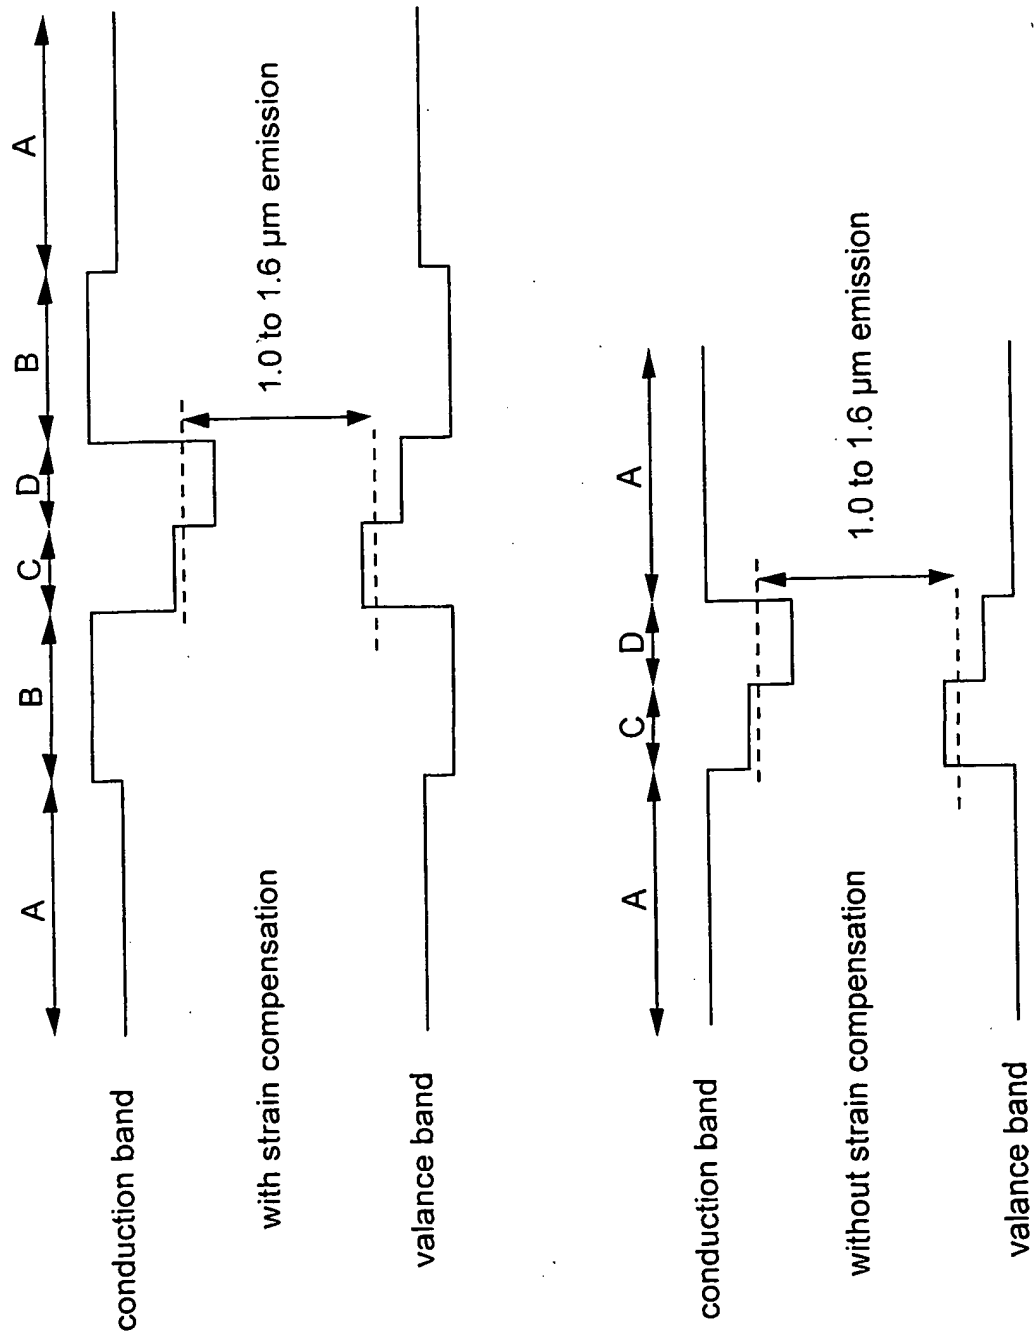 A B C D B A
conduction band
with strain compensation
1.0 to 1.6 µm emission
valance band
A C D A
conduction band
without strain compensation
1.0 to 1.6 µm emission
valance band